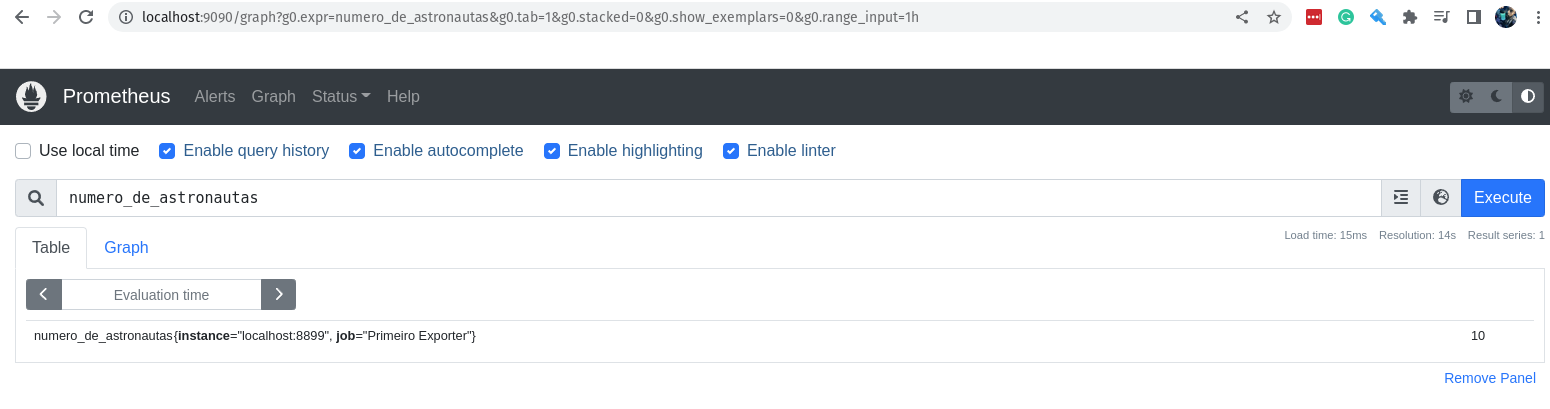 localhost:9090/graph?g0.expr=numero_de_astronautas&g0.tab=1&g0.stacked=0&g0.show_exemplars=0&g0.range_input=1h
Prometheus Alerts Graph Status Help
Use local time Enable query history Enable autocomplete Enable highlighting Enable linter
numero_de_astronautas Execute
Table Graph Load time: 15ms Resolution: 14s Result series: 1
Evaluation time
numero_de_astronautas{instance="localhost:8899", job="Primeiro Exporter"} 10
Remove Panel